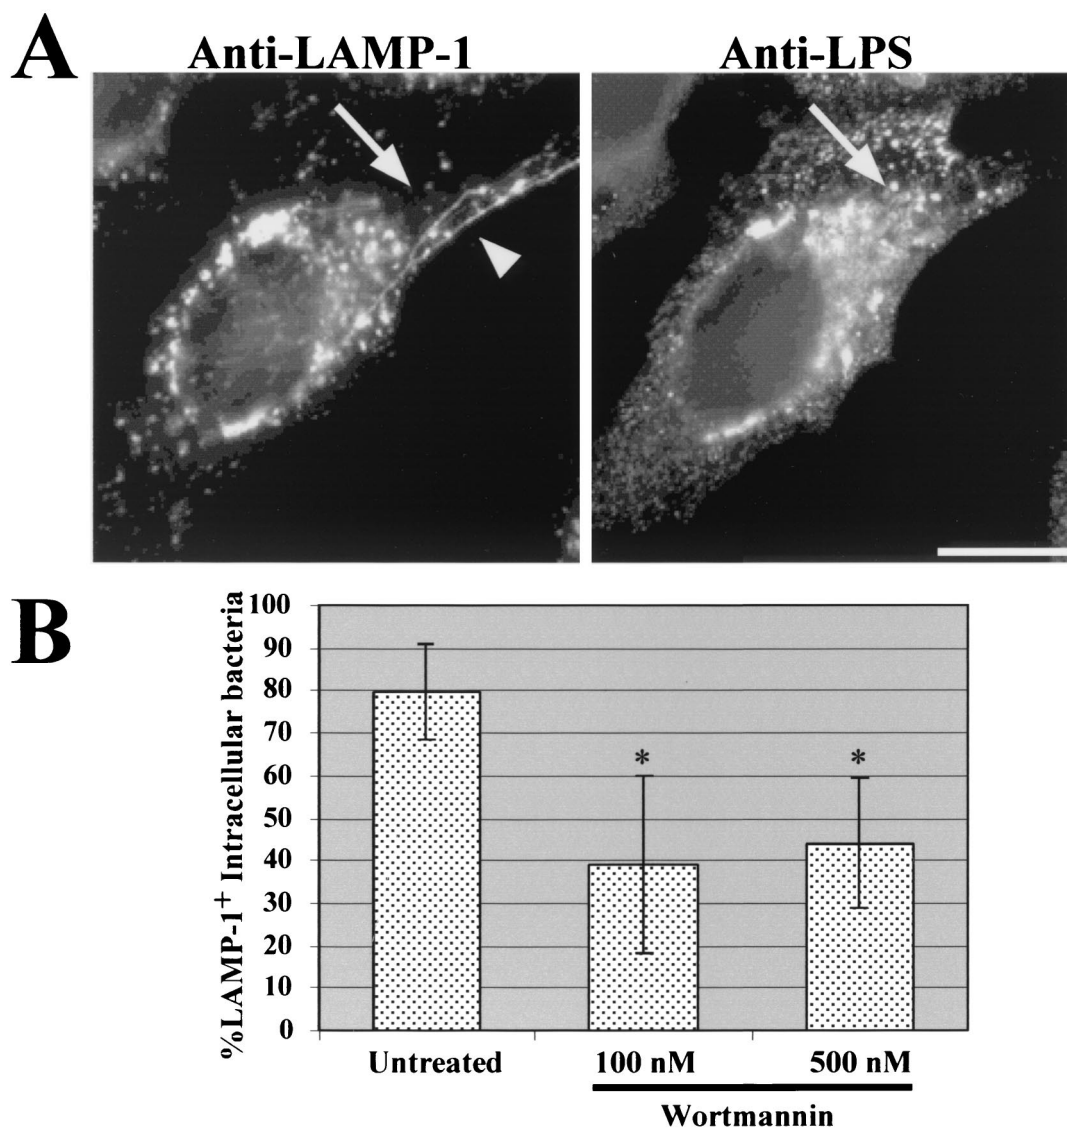 A
Anti-LAMP-1
Anti-LPS
B
%LAMP-1+ Intracellular bacteria
100
90
80
70
60
50
40
30
20
10
0
*
*
Untreated
100 nM
500 nM
Wortmannin